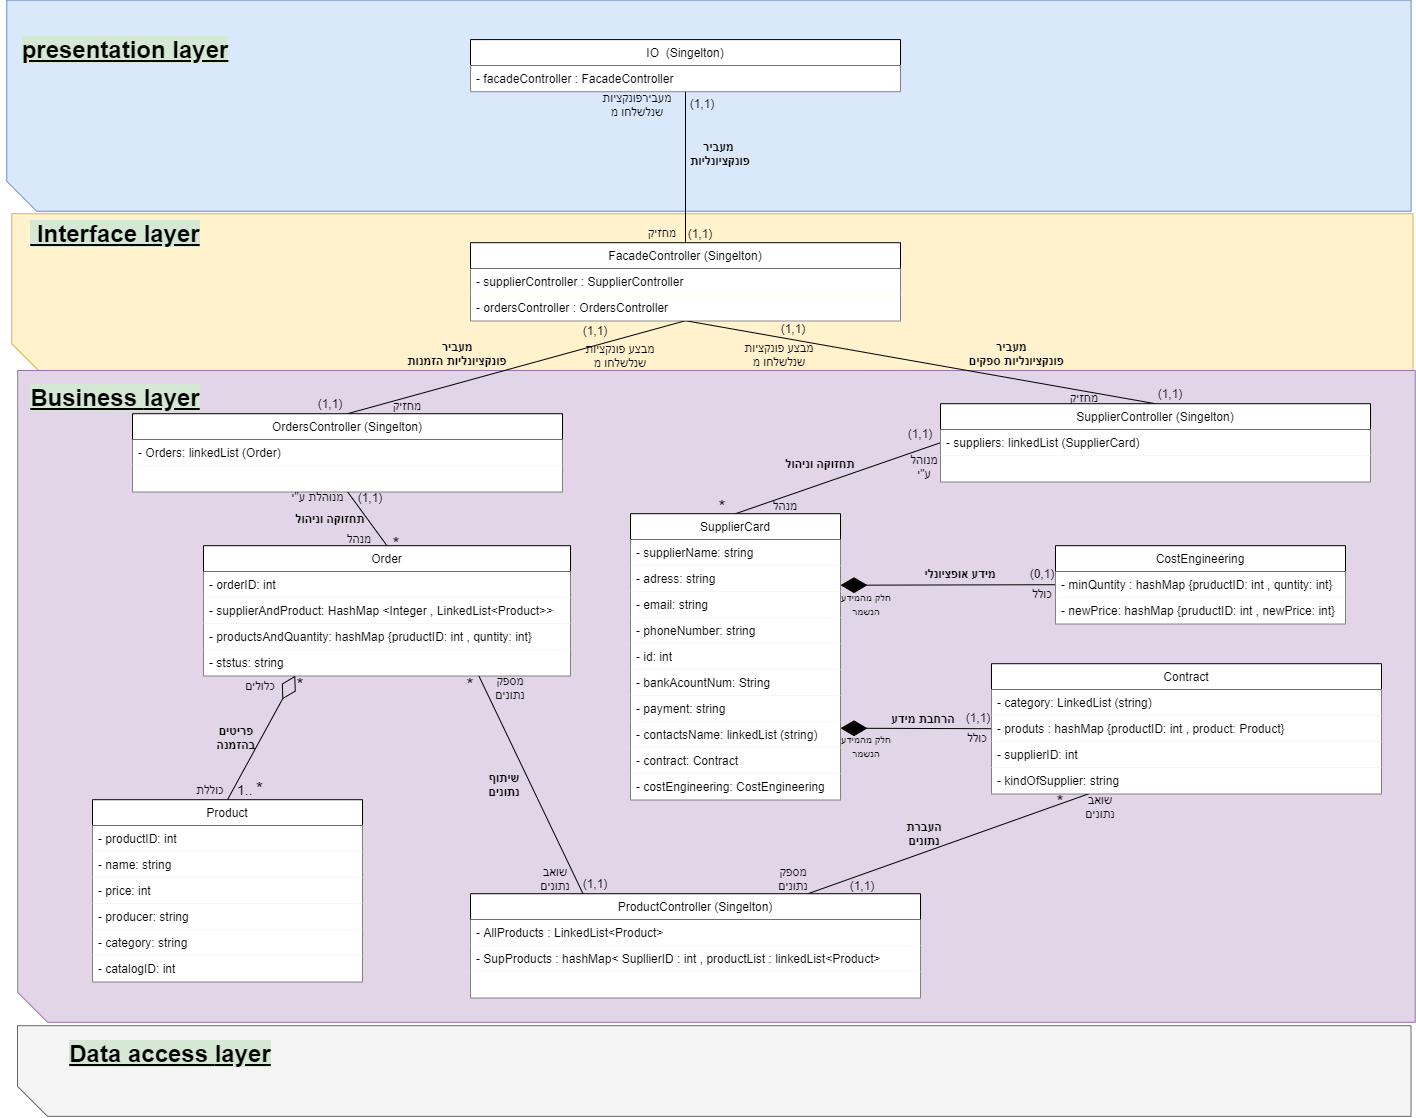 presentation layer
IO (Singelton)
- facadeController : FacadeController
מעבירפונקציות
שנלשלחו מ
(1,1)
מעביר
פונקציונליות
Interface layer
מחזיק
(1,1)
FacadeController (Singelton)
- supplierController : SupplierController
- ordersController : OrdersController
(1,1)
(1,1)
מעביר
פונקציונליות הזמנות
מבצע פונקציות
שנלשלחו מ
מבצע פונקציות
שנלשלחו מ
מעביר
פונקציונליות ספקים
Business layer
(1,1)
מחזיק
מחזיק
(1,1)
OrdersController (Singelton)
- Orders: linkedList (Order)
SupplierController (Singelton)
- suppliers: linkedList (SupplierCard)
(1,1)
מנוהל
ע"י
תחזוקה וניהול
*
מנהל
מנוהלת ע"י
(1,1)
תחזוקה וניהול
מנהל
*
Order
- orderID: int
- supplierAndProduct: HashMap <Integer , LinkedList<Product>>
- productsAndQuantity: hashMap {pruductID: int , quntity: int}
- ststus: string
SupplierCard
- supplierName: string
- adress: string
- email: string
- phoneNumber: string
- id: int
- bankAcountNum: String
- payment: string
- contactsName: linkedList (string)
- contract: Contract
- costEngineering: CostEngineering
חלק מהמידע
הנשמר
מידע אופציונלי
(0,1)
כולל
CostEngineering
- minQuntity : hashMap {pruductID: int , quntity: int}
- newPrice: hashMap {pruductID: int , newPrice: int}
חלק מהמידע
הנשמר
הרחבת מידע
(1,1)
כולל
Contract
- category: LinkedList (string)
- produts : hashMap {productID: int , product: Product}
- supplierID: int
- kindOfSupplier: string
כלולים
*
פריטים
בהזמנה
כוללת
1.. *
*
מספק
נתונים
שיתוף
נתונים
שואב
נתונים
(1,1)
*
שואב
נתונים
העברת
נתונים
מספק
נתונים
(1,1)
Product
- productID: int
- name: string
- price: int
- producer: string
- category: string
- catalogID: int
ProductController (Singelton)
- AllProducts : LinkedList<Product>
- SupProducts : hashMap< SupllierID : int , productList : linkedList<Product>
Data access layer